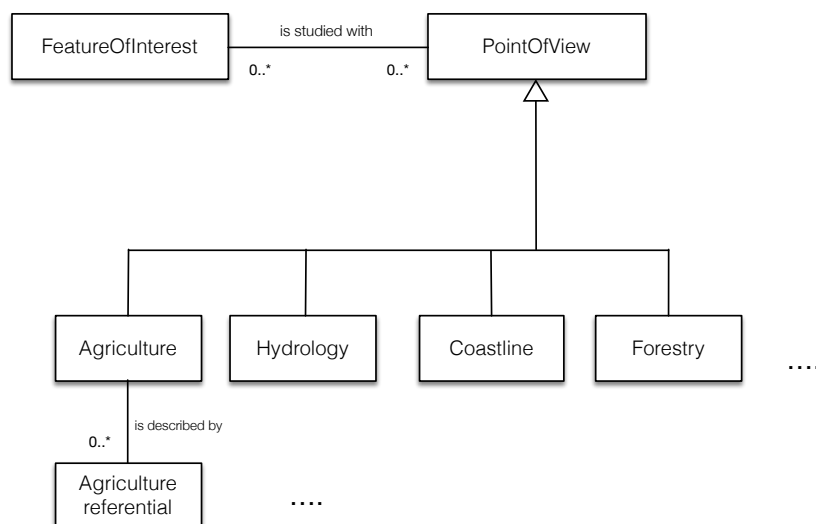 FeatureOfInterest
is studied with
PointOfView
0..*
0..*
Agriculture
Hydrology
Coastline
Forestry
....
is described by
0..*
Agriculture
referential
....